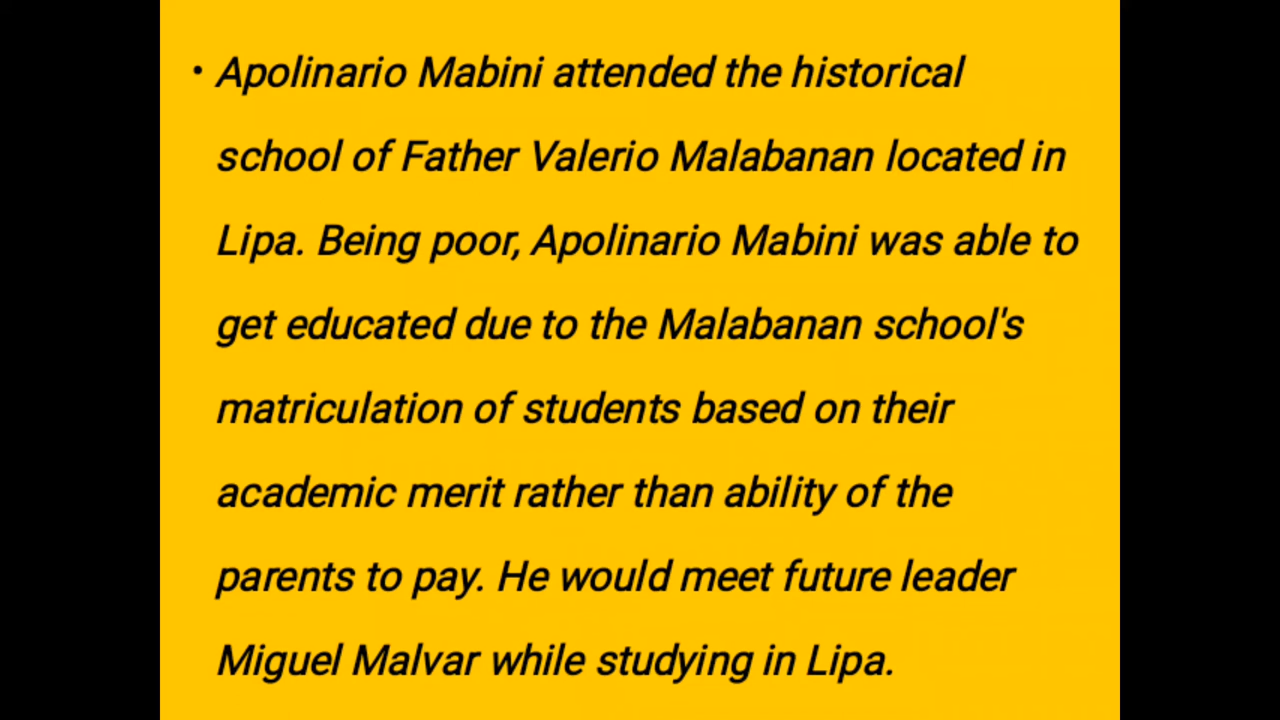 • Apolinario Mabini attended the historical
school of Father Valerio Malabanan located in
Lipa. Being poor, Apolinario Mabini was able to
get educated due to the Malabanan school's
matriculation of students based on their
academic merit rather than ability of the
parents to pay. He would meet future leader
Miguel Malvar while studying in Lipa.